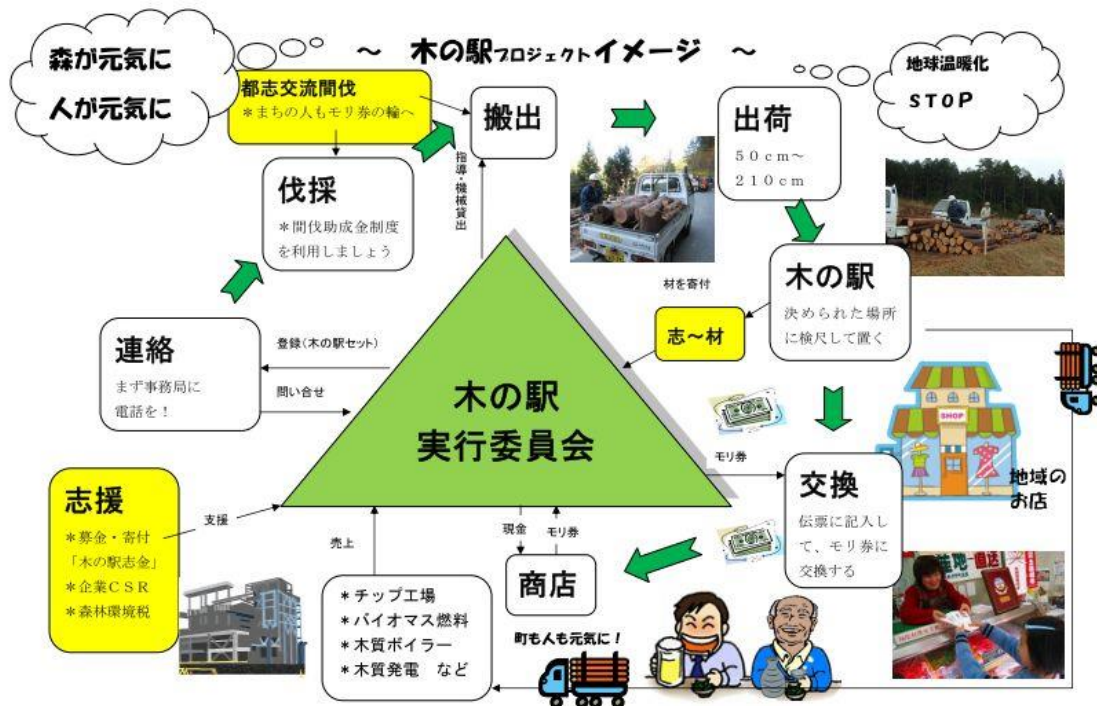 ～ 木の駅プロジェクトイメージ ～
森が元気に
人が元気に
地球温暖化
ＳＴＯＰ
都志交流間伐
＊まちの人もモリ券の輪へ
搬出
出荷
５０ｃｍ～
２１０ｃｍ
伐採
＊間伐助成金制度
を利用しましょう
指導・機械貸出
木の駅
決められた場所
に検尺して置く
材を寄付
志～材
連絡
まず事務局に
電話を！
登録（木の駅セット）
問い合せ
木の駅
実行委員会
SHOP
地域の
お店
モリ券
交換
伝票に記入し
て、モリ券に
交換する
志援
＊募金・寄付
「木の駅志金」
＊企業ＣＳＲ
＊森林環境税
支援
売上
現金
モリ券
商店
＊チップ工場
＊バイオマス燃料
＊木質ボイラー
＊木質発電　など
町も人も元気に！
産地直送